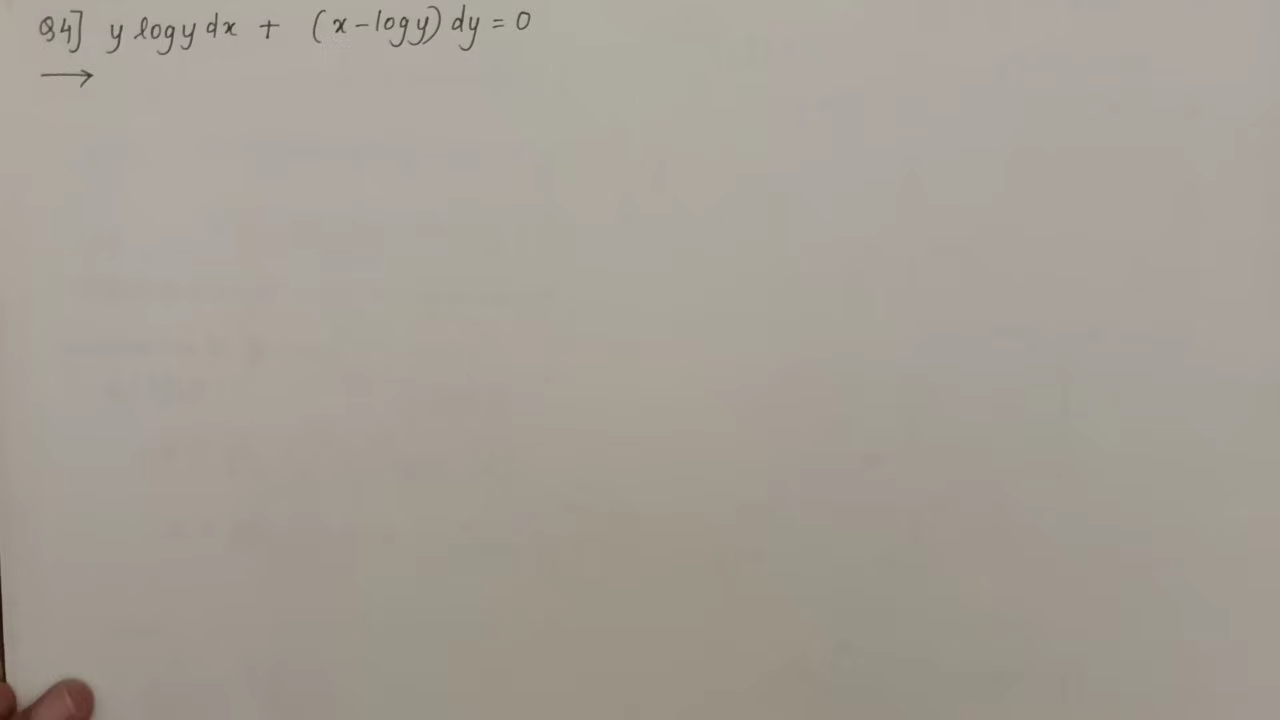 Q4] y log y dx + (x - log y) dy = 0
→